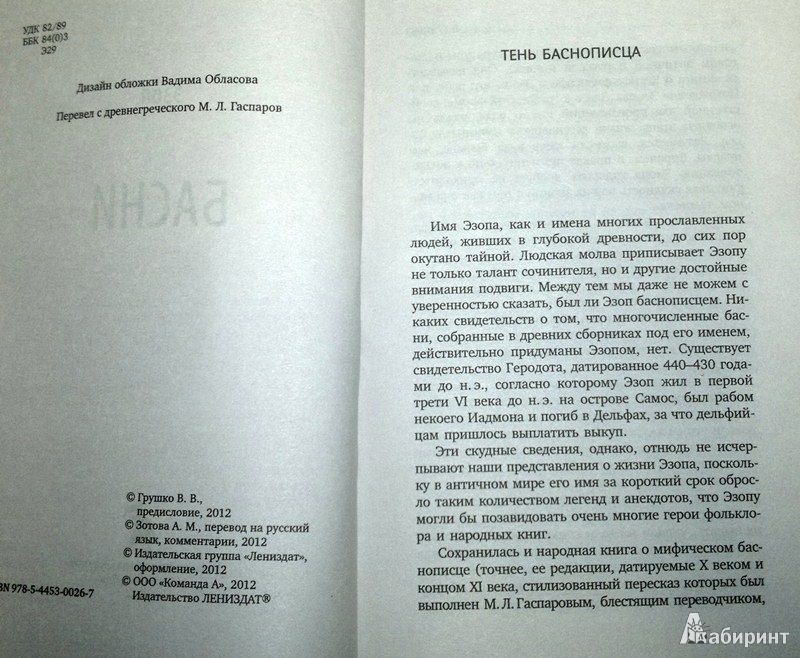 УДК 82/89
ББК 84(0)3
Э29
Дизайн обложки Вадима Обласова
Перевел с древнегреческого М. Л. Гаспаров
БАСНИ
© Грушко В. В.,
предисловие, 2012
© Зотова А. М., перевод на русский
язык, комментарии, 2012
© Издательская группа «Лениздат»,
оформление, 2012
© ООО «Команда А», 2012
Издательство ЛЕНИЗДАТ®
BN 978-5-4453-0026-7
ТЕНЬ БАСНОПИСЦА
Имя Эзопа, как и имена многих прославленных
людей, живших в глубокой древности, до сих пор
окутано тайной. Людская молва приписывает Эзопу
не только талант сочинителя, но и другие достойные
внимания подвиги. Между тем мы даже не можем с
уверенностью сказать, был ли Эзоп баснописцем. Ни-
каких свидетельств о том, что многочисленные бас-
ни, собранные в древних сборниках под его именем,
действительно придуманы Эзопом, нет. Существует
свидетельство Геродота, датированное 440–430 года-
ми до н. э., согласно которому Эзоп жил в первой
трети VI века до н. э. на острове Самос, был рабом
некоего Иадмона и погиб в Дельфах, за что дельфий-
цам пришлось выплатить выкуп.
Эти скудные сведения, однако, отнюдь не исчер-
пывают наши представления о жизни Эзопа, посколь-
ку в античном мире его имя за короткий срок оброс-
ло таким количеством легенд и анекдотов, что Эзопу
могли бы позавидовать очень многие герои фолькло-
ра и народных книг.
Сохранилась и народная книга о мифическом бас-
нописце (точнее, ее редакции, датируемые X веком и
концом XI века, стилизованный пересказ которых был
выполнен М. Л. Гаспаровым, блестящим переводчиком,
Лабиринт